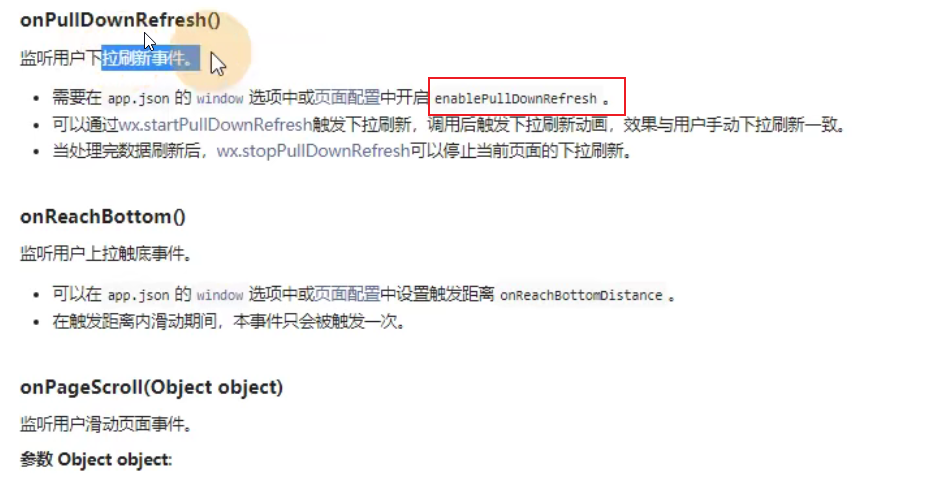 onPullDownRefresh()
监听用户下拉刷新事件。
• 需要在 app.json 的 window 选项中或页面配置中开启 enablePullDownRefresh 。
• 可以通过wx.startPullDownRefresh触发下拉刷新，调用后触发下拉刷新动画，效果与用户手动下拉刷新一致。
• 当处理完数据刷新后，wx.stopPullDownRefresh可以停止当前页面的下拉刷新。
onReachBottom()
监听用户上拉触底事件。
• 可以在 app.json 的 window 选项中或页面配置中设置触发距离 onReachBottomDistance 。
• 在触发距离内滑动期间，本事件只会被触发一次。
onPageScroll(Object object)
监听用户滑动页面事件。
参数 Object object: